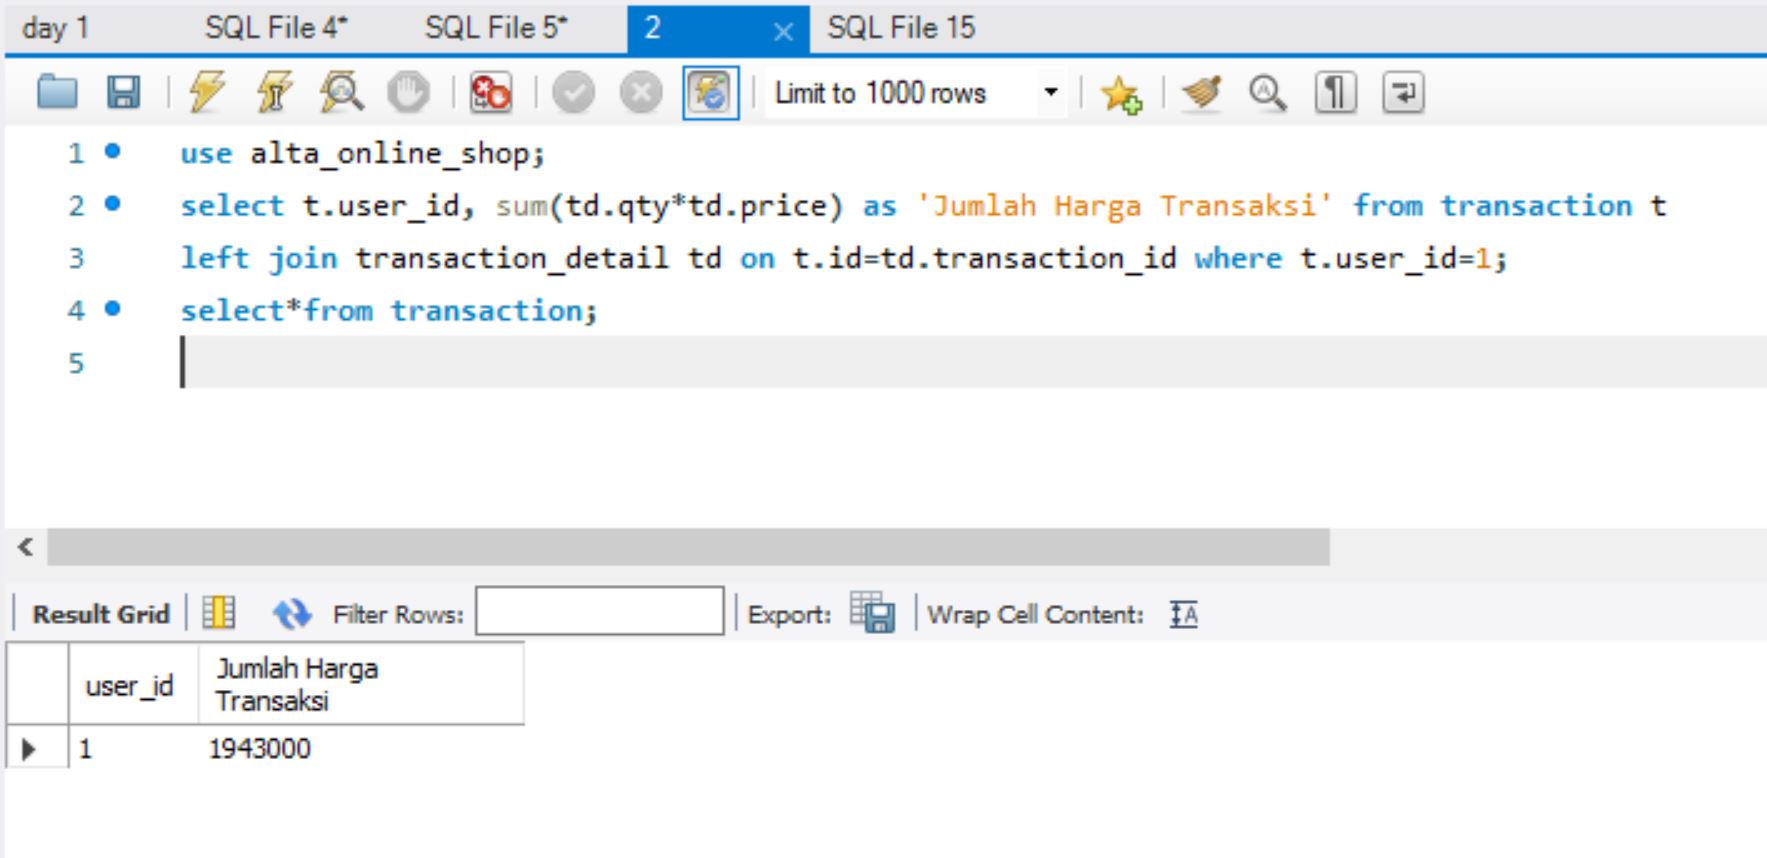 day 1 SQL File 4* SQL File 5* 2 × SQL File 15
Limit to 1000 rows
1 use alta_online_shop;
2 select t.user_id, sum(td.qty*td.price) as 'Jumlah Harga Transaksi' from transaction t
3 left join transaction_detail td on t.id=td.transaction_id where t.user_id=1;
4 select*from transaction;
5
Result Grid Filter Rows: Export: Wrap Cell Content: IA
user_id Jumlah Harga
Transaksi
1 1943000